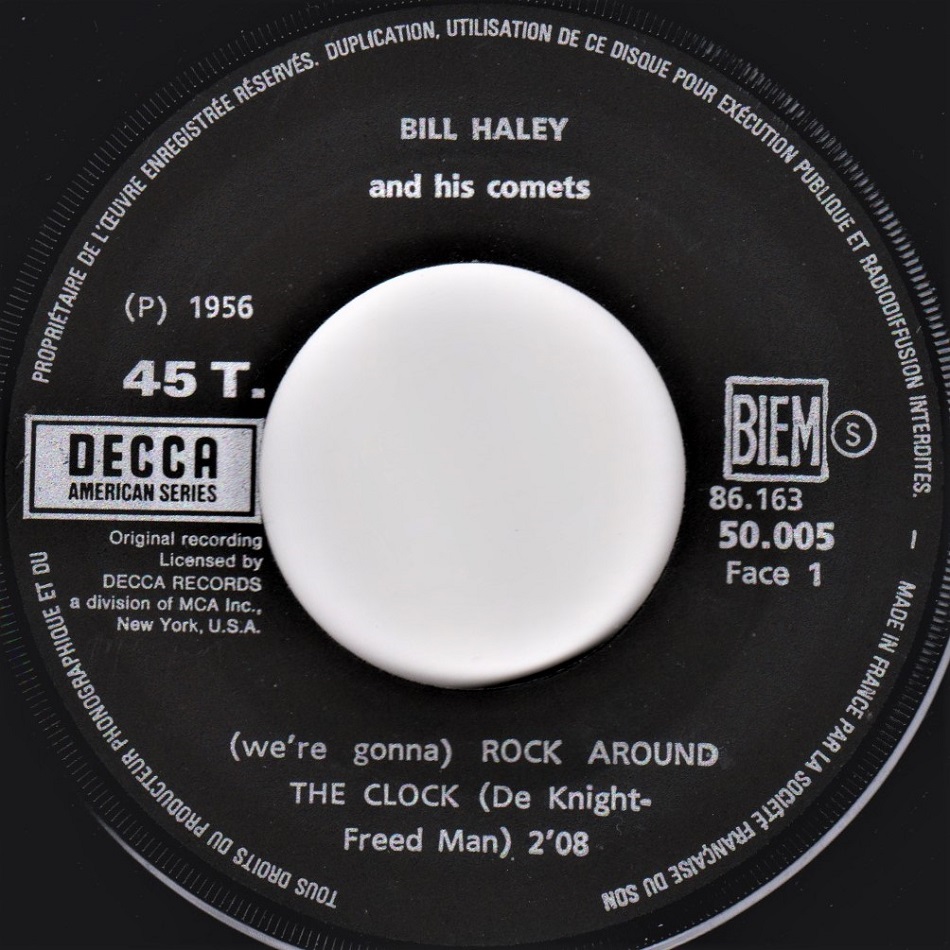 TOUS DROITS DU PRODUCTEUR PHONOGRAPHIQUE ET DU PROPRIÉTAIRE DE L'ŒUVRE ENREGISTRÉE RÉSERVÉS. DUPLICATION, UTILISATION DE CE DISQUE POUR EXÉCUTION PUBLIQUE ET RADIODIFFUSION INTERDITES. — MADE IN FRANCE PAR LA SOCIÉTÉ FRANÇAISE DU SON
BILL HALEY
and his comets
(P) 1956
45 T.
DECCA
AMERICAN SERIES
Original recording
Licensed by
DECCA RECORDS
a division of MCA Inc.,
New York, U.S.A.
BIEM S
86.163
50.005
Face 1
(we're gonna) ROCK AROUND
THE CLOCK (De Knight-
Freed Man) 2'08